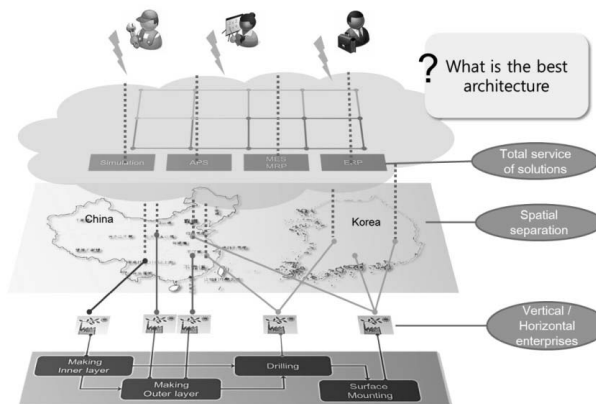 ? What is the best
architecture
Simulation
APS
MES
MRP
ERP
Total service
of solutions
China
Korea
Spatial
separation
Vertical /
Horizontal
enterprises
Making
Inner layer
Making
Outer layer
Drilling
Surface
Mounting